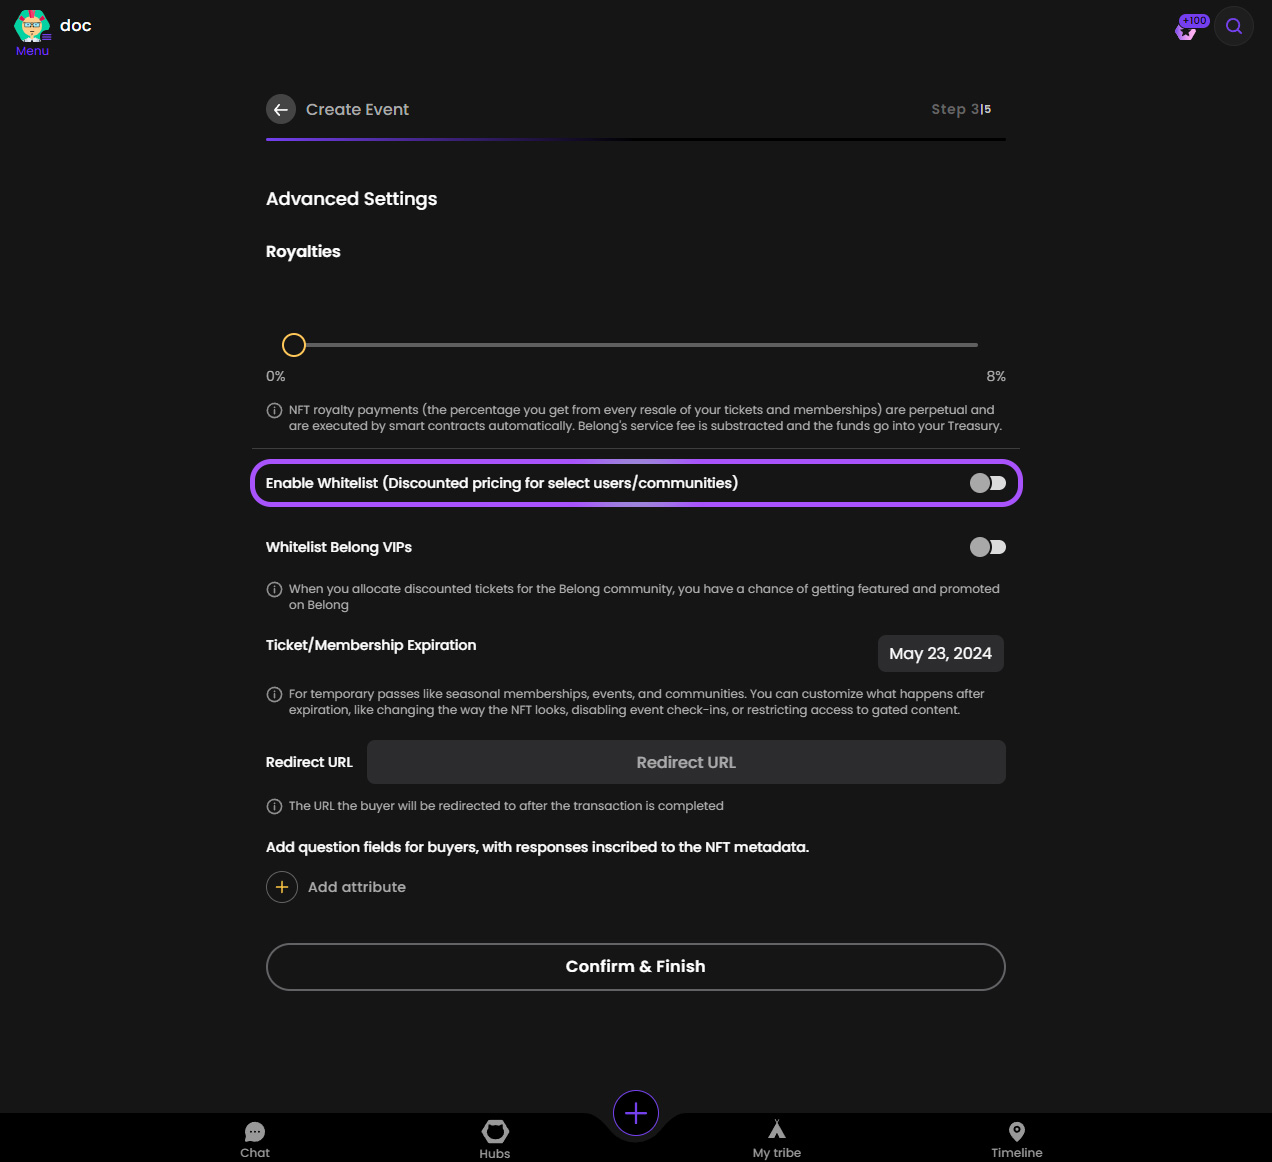 doc
Menu
+100
Create Event
Step 3|5
Advanced Settings
Royalties
0%
8%
NFT royalty payments (the percentage you get from every resale of your tickets and memberships) are perpetual and
are executed by smart contracts automatically. Belong's service fee is substracted and the funds go into your Treasury.
Enable Whitelist (Discounted pricing for select users/communities)
Whitelist Belong VIPs
When you allocate discounted tickets for the Belong community, you have a chance of getting featured and promoted
on Belong
Ticket/Membership Expiration
May 23, 2024
For temporary passes like seasonal memberships, events, and communities. You can customize what happens after
expiration, like changing the way the NFT looks, disabling event check-ins, or restricting access to gated content.
Redirect URL
Redirect URL
The URL the buyer will be redirected to after the transaction is completed
Add question fields for buyers, with responses inscribed to the NFT metadata.
Add attribute
Confirm & Finish
Chat
Hubs
My tribe
Timeline